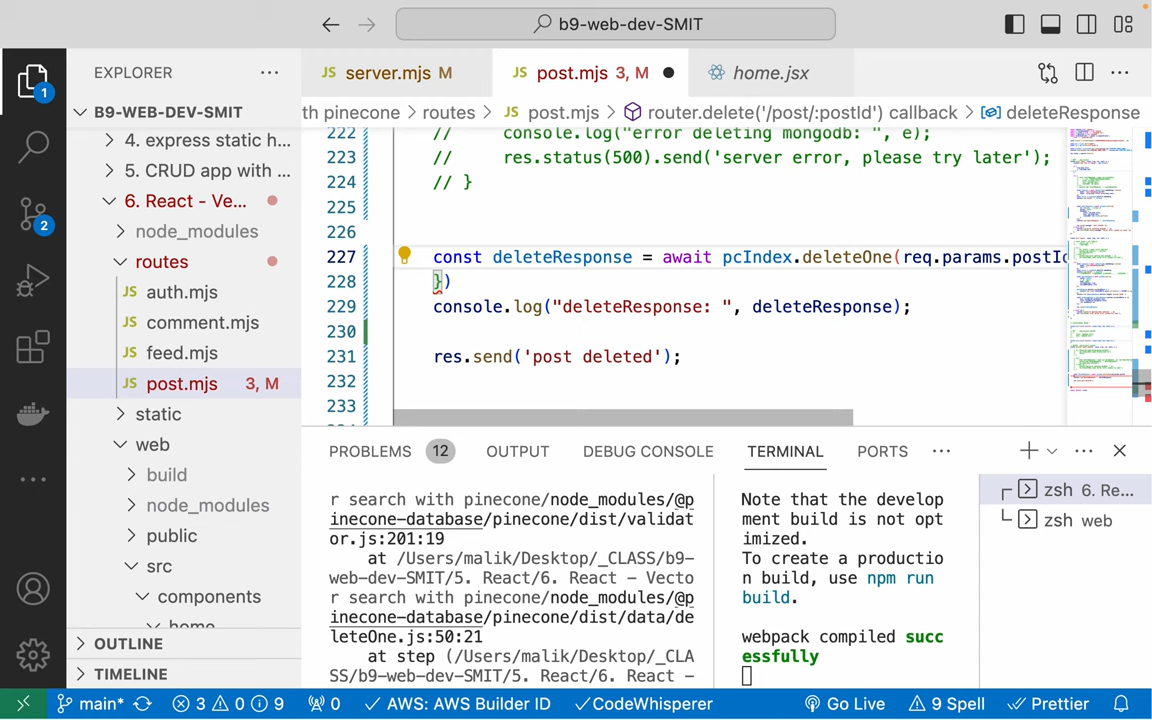 b9-web-dev-SMIT
EXPLORER
JS server.mjs M
JS post.mjs 3, M
home.jsx
B9-WEB-DEV-SMIT
th pinecone > routes > JS post.mjs > router.delete('/post/:postId') callback > deleteResponse
4. express static h...
5. CRUD app with ...
6. React - Ve...
node_modules
routes
JS auth.mjs
JS comment.mjs
JS feed.mjs
JS post.mjs 3, M
static
web
build
node_modules
public
src
components
home
OUTLINE
TIMELINE
222 // console.log("error deleting mongodb: ", e);
223 // res.status(500).send('server error, please try later');
224 // }
225
226
227 const deleteResponse = await pcIndex.deleteOne(req.params.postId
228 })
229 console.log("deleteResponse: ", deleteResponse);
230
231 res.send('post deleted');
232
233
PROBLEMS 12 OUTPUT DEBUG CONSOLE TERMINAL PORTS
r search with pinecone/node_modules/@p
inecone-database/pinecone/dist/validat
or.js:201:19
at /Users/malik/Desktop/_CLASS/b9-
web-dev-SMIT/5. React/6. React - Vecto
r search with pinecone/node_modules/@p
inecone-database/pinecone/dist/data/de
leteOne.js:50:21
at step (/Users/malik/Desktop/_CLA
SS/b9-web-dev-SMIT/5. React/6. React -
Note that the develop
ment build is not opt
imized.
To create a productio
n build, use npm run
build.
webpack compiled succ
essfully
zsh 6. Re...
zsh web
1
2
main* 3 0 9 0 AWS: AWS Builder ID CodeWhisperer Go Live 9 Spell Prettier